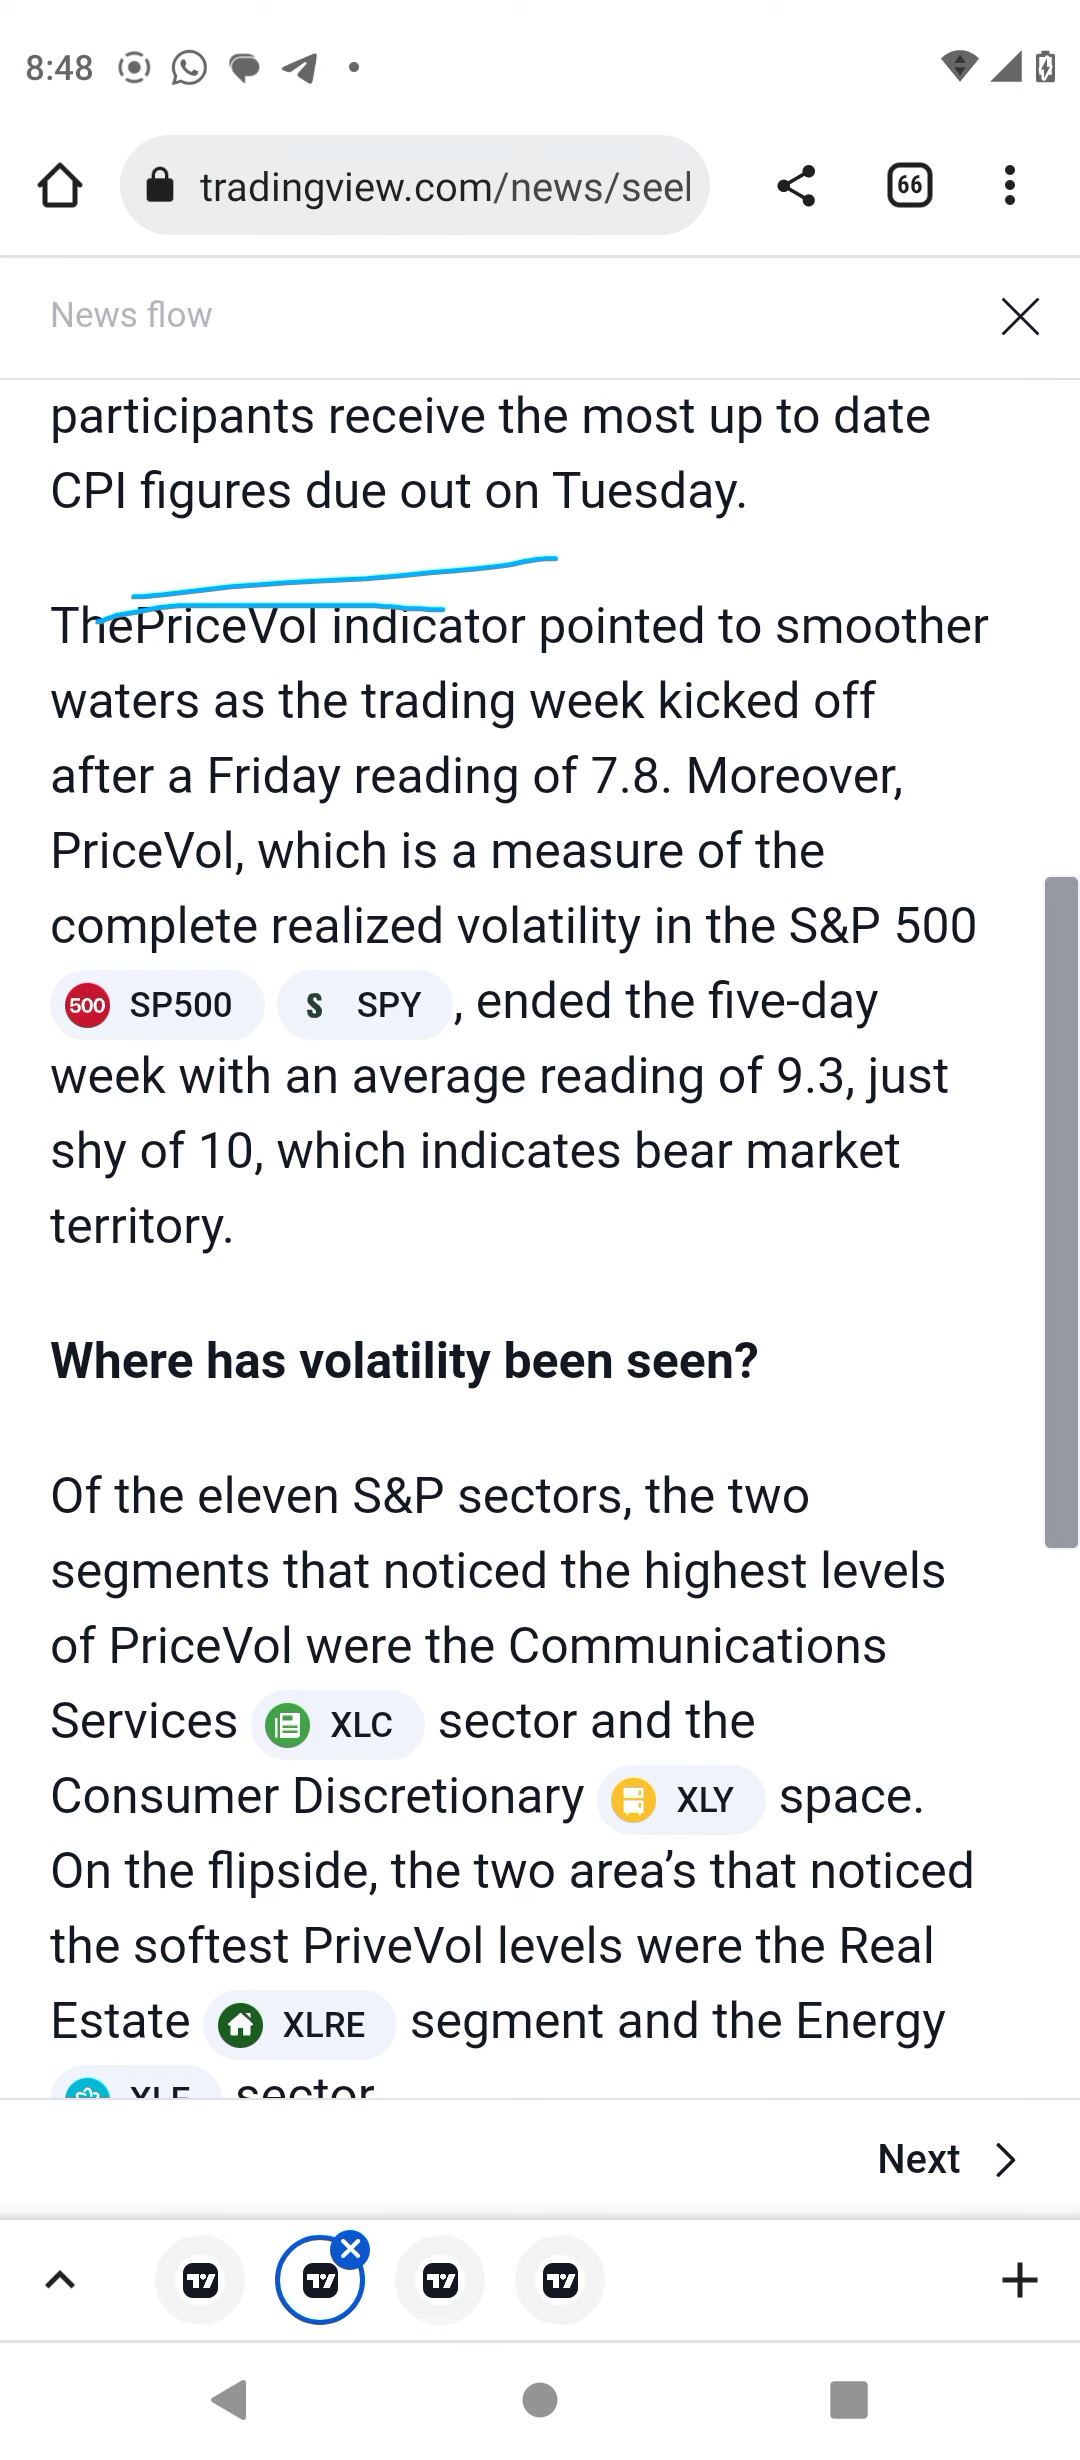 8:48
tradingview.com/news/seel
66
News flow
participants receive the most up to date
CPI figures due out on Tuesday.
ThePriceVol indicator pointed to smoother
waters as the trading week kicked off
after a Friday reading of 7.8. Moreover,
PriceVol, which is a measure of the
complete realized volatility in the S&P 500
500 SP500 S SPY , ended the five-day
week with an average reading of 9.3, just
shy of 10, which indicates bear market
territory.
Where has volatility been seen?
Of the eleven S&P sectors, the two
segments that noticed the highest levels
of PriceVol were the Communications
Services XLC sector and the
Consumer Discretionary XLY space.
On the flipside, the two area’s that noticed
the softest PriveVol levels were the Real
Estate XLRE segment and the Energy
XLE sector
Next